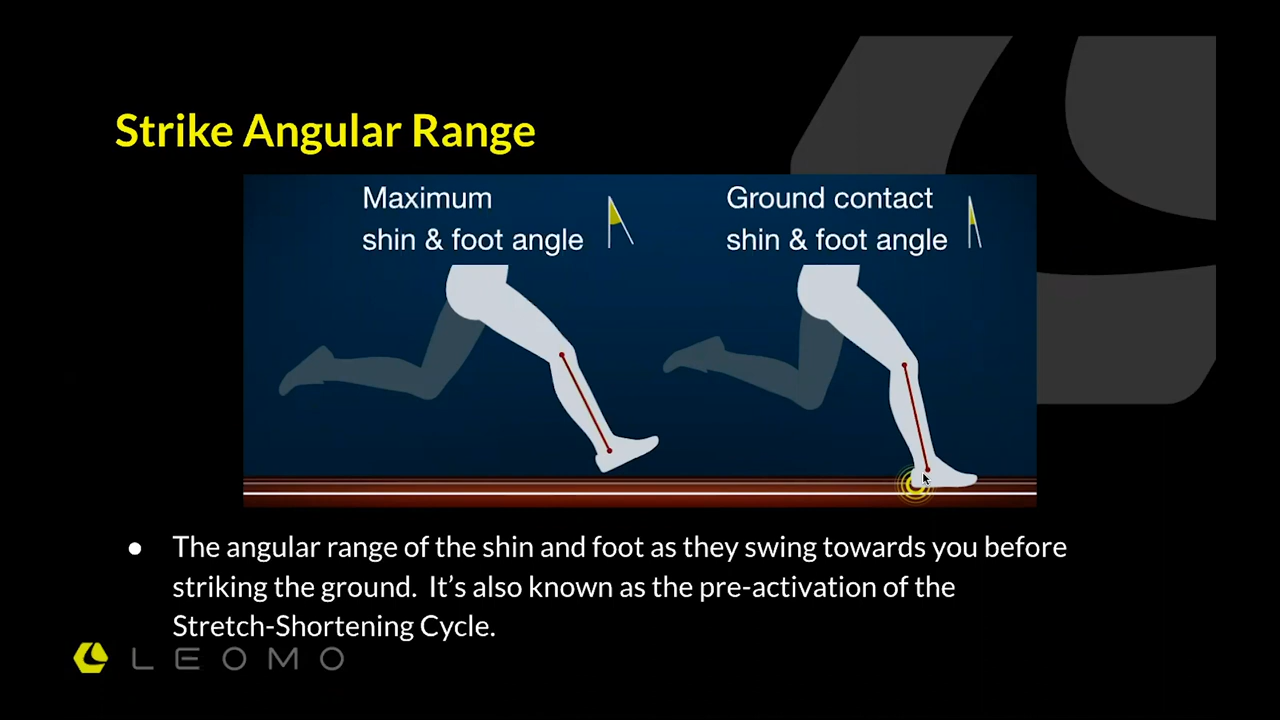 Strike Angular Range
Maximum
shin & foot angle
Ground contact
shin & foot angle
● The angular range of the shin and foot as they swing towards you before
striking the ground.  It’s also known as the pre-activation of the
Stretch-Shortening Cycle.
LEOMO